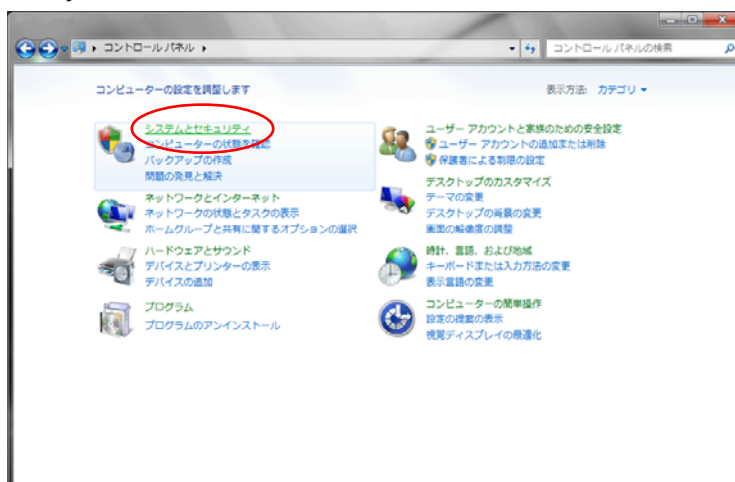 コントロール パネル
コントロール パネルの検索
コンピューターの設定を調整します
表示方法: カテゴリ
システムとセキュリティ
コンピューターの状態を確認
バックアップの作成
問題の発見と解決
ネットワークとインターネット
ネットワークの状態とタスクの表示
ホームグループと共有に関するオプションの選択
ハードウェアとサウンド
デバイスとプリンターの表示
デバイスの追加
プログラム
プログラムのアンインストール
ユーザー アカウントと家族のための安全設定
ユーザー アカウントの追加または削除
保護者による制限の設定
デスクトップのカスタマイズ
テーマの変更
デスクトップの背景の変更
画面の解像度の調整
時計、言語、および地域
キーボードまたは入力方法の変更
表示言語の変更
コンピューターの簡単操作
設定の提案の表示
視覚ディスプレイの最適化